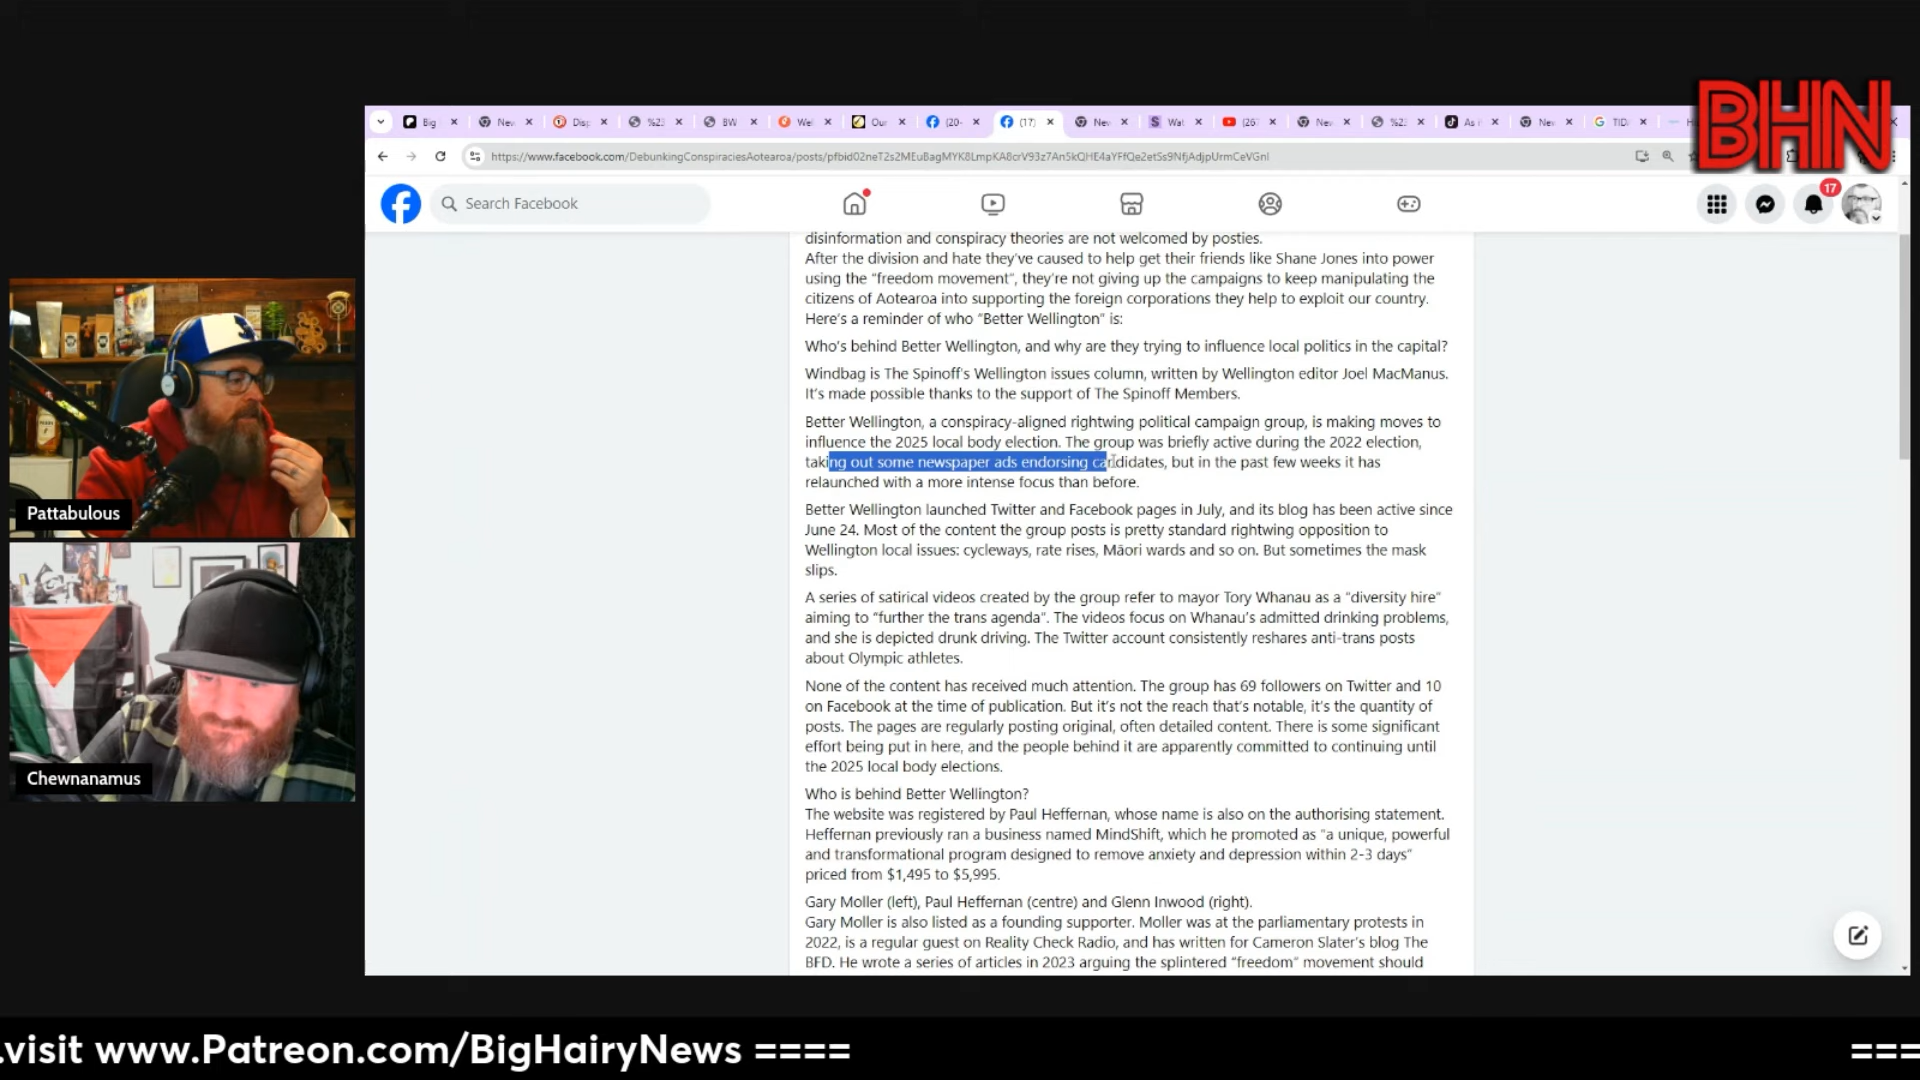 BHN
Big
New
Disp
%23
BW
Wel
Our
(20-
(17)
Nev
Wat
(26
Nev
%23
As i
Nev
TID
https://www.facebook.com/DebunkingConspiraciesAotearoa/posts/
Search Facebook
17
disinformation and conspiracy theories are not welcomed by posties.
After the division and hate they've caused to help get their friends like Shane Jones into power
using the "freedom movement", they're not giving up the campaigns to keep manipulating the
citizens of Aotearoa into supporting the foreign corporations they help to exploit our country.
Here's a reminder of who "Better Wellington" is:
Who's behind Better Wellington, and why are they trying to influence local politics in the capital?
Windbag is The Spinoff's Wellington issues column, written by Wellington editor Joel MacManus.
It's made possible thanks to the support of The Spinoff Members.
Better Wellington, a conspiracy-aligned rightwing political campaign group, is making moves to
influence the 2025 local body election. The group was briefly active during the 2022 election,
taking out some newspaper ads endorsing candidates, but in the past few weeks it has
relaunched with a more intense focus than before.
Better Wellington launched Twitter and Facebook pages in July, and its blog has been active since
June 24. Most of the content the group posts is pretty standard rightwing opposition to
Wellington local issues: cycleways, rate rises, Māori wards and so on. But sometimes the mask
slips.
A series of satirical videos created by the group refer to mayor Tory Whanau as a "diversity hire"
aiming to "further the trans agenda". The videos focus on Whanau's admitted drinking problems,
and she is depicted drunk driving. The Twitter account consistently reshares anti-trans posts
about Olympic athletes.
None of the content has received much attention. The group has 69 followers on Twitter and 10
on Facebook at the time of publication. But it's not the reach that's notable, it's the quantity of
posts. The pages are regularly posting original, often detailed content. There is some significant
effort being put in here, and the people behind it are apparently committed to continuing until
the 2025 local body elections.
Who is behind Better Wellington?
The website was registered by Paul Heffernan, whose name is also on the authorising statement.
Heffernan previously ran a business named MindShift, which he promoted as "a unique, powerful
and transformational program designed to remove anxiety and depression within 2-3 days"
priced from $1,495 to $5,995.
Gary Moller (left), Paul Heffernan (centre) and Glenn Inwood (right).
Gary Moller is also listed as a founding supporter. Moller was at the parliamentary protests in
2022, is a regular guest on Reality Check Radio, and has written for Cameron Slater's blog The
BFD. He wrote a series of articles in 2023 arguing the splintered "freedom" movement should
Pattabulous
Chewnanamus
.visit www.Patreon.com/BigHairyNews ==== ===